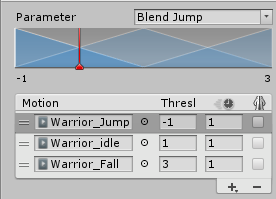 Parameter Blend Jump
-1 3
Motion Thresl
Warrior_Jump -1 1
Warrior_idle 1 1
Warrior_Fall 3 1